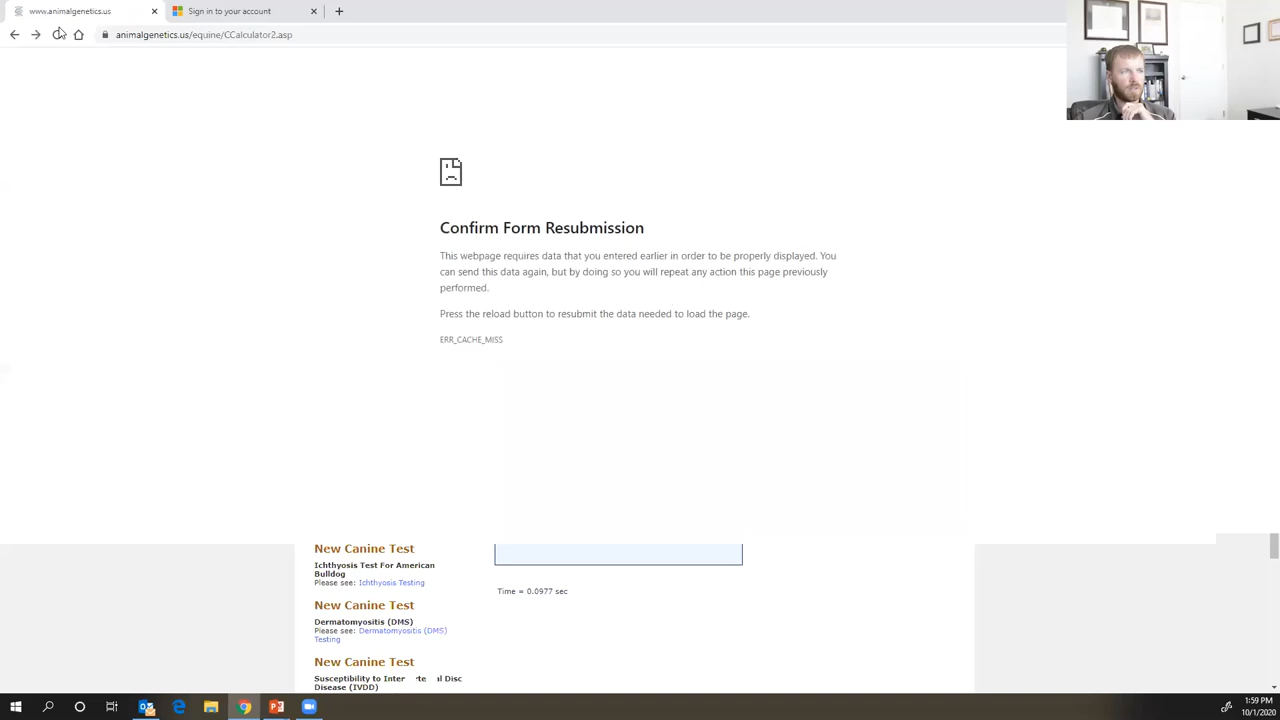 www.animalgenetics.us
Sign in to your account
animalgenetics.us/equine/CCalculator2.asp
Confirm Form Resubmission
This webpage requires data that you entered earlier in order to be properly displayed. You
can send this data again, but by doing so you will repeat any action this page previously
performed.
Press the reload button to resubmit the data needed to load the page.
ERR_CACHE_MISS
New Canine Test
Ichthyosis Test For American
Bulldog
Please see: Ichthyosis Testing
Time = 0.0977 sec
New Canine Test
Dermatomyositis (DMS)
Please see: Dermatomyositis (DMS)
Testing
New Canine Test
Susceptibility to Disc
Disease (IVDD)
1:59 PM
10/1/2020